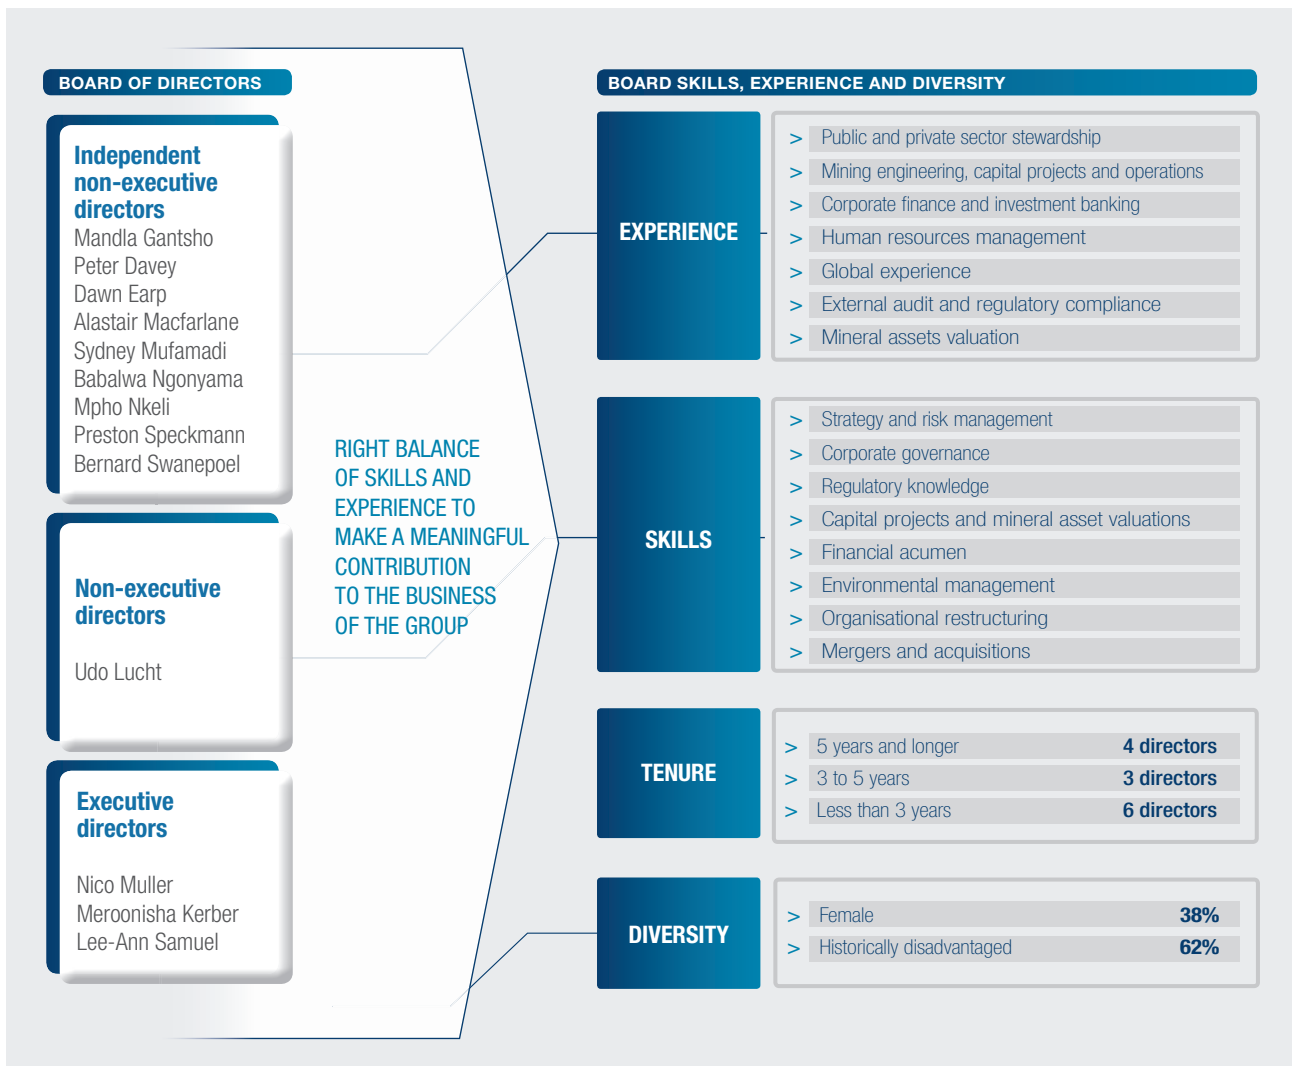 BOARD OF DIRECTORS
Independent
non-executive
directors
Mandla Gantsho
Peter Davey
Dawn Earp
Alastair Macfarlane
Sydney Mufamadi
Babalwa Ngonyama
Mpho Nkeli
Preston Speckmann
Bernard Swanepoel
Non-executive
directors
Udo Lucht
Executive
directors
Nico Muller
Meroonisha Kerber
Lee-Ann Samuel
RIGHT BALANCE
OF SKILLS AND
EXPERIENCE TO
MAKE A MEANINGFUL
CONTRIBUTION
TO THE BUSINESS
OF THE GROUP
BOARD SKILLS, EXPERIENCE AND DIVERSITY
EXPERIENCE
> Public and private sector stewardship
> Mining engineering, capital projects and operations
> Corporate finance and investment banking
> Human resources management
> Global experience
> External audit and regulatory compliance
> Mineral assets valuation
SKILLS
> Strategy and risk management
> Corporate governance
> Regulatory knowledge
> Capital projects and mineral asset valuations
> Financial acumen
> Environmental management
> Organisational restructuring
> Mergers and acquisitions
TENURE
> 5 years and longer 4 directors
> 3 to 5 years 3 directors
> Less than 3 years 6 directors
DIVERSITY
> Female 38%
> Historically disadvantaged 62%